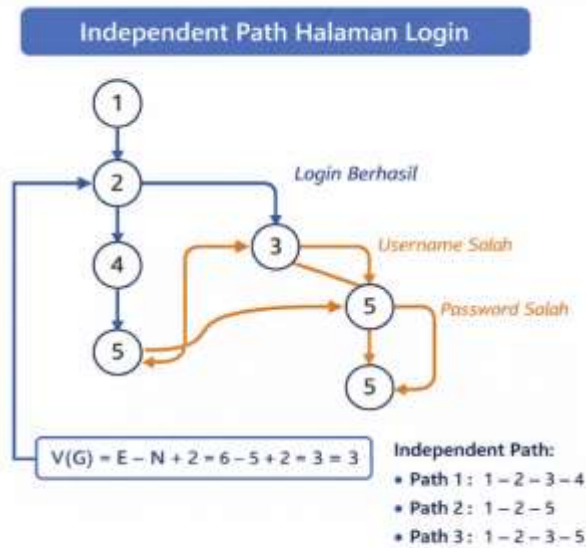 Independent Path Halaman Login
1
2
Login Berhasil
3
Username Salah
4
5
Password Salah
5
5
V(G) = E – N + 2 = 6 – 5 + 2 = 3 = 3
Independent Path:
• Path 1 : 1 – 2 – 3 – 4
• Path 2 : 1 – 2 – 5
• Path 3 : 1 – 2 – 3 – 5